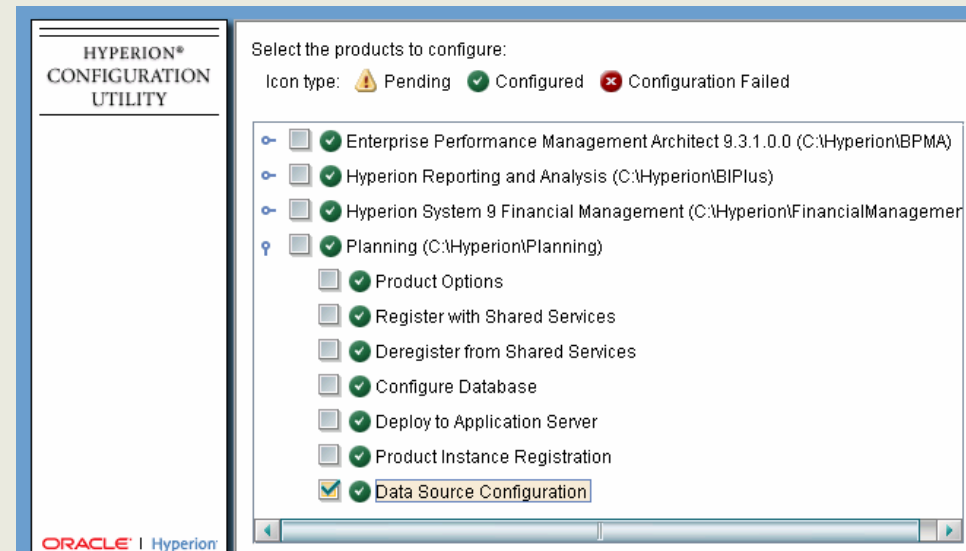 HYPERION®
CONFIGURATION
UTILITY
Select the products to configure:
Icon type: Pending Configured Configuration Failed
Enterprise Performance Management Architect 9.3.1.0.0 (C:\Hyperion\BPMA)
Hyperion Reporting and Analysis (C:\Hyperion\BIPlus)
Hyperion System 9 Financial Management (C:\Hyperion\FinancialManagemer
Planning (C:\Hyperion\Planning)
Product Options
Register with Shared Services
Deregister from Shared Services
Configure Database
Deploy to Application Server
Product Instance Registration
Data Source Configuration
ORACLE' | Hyperion